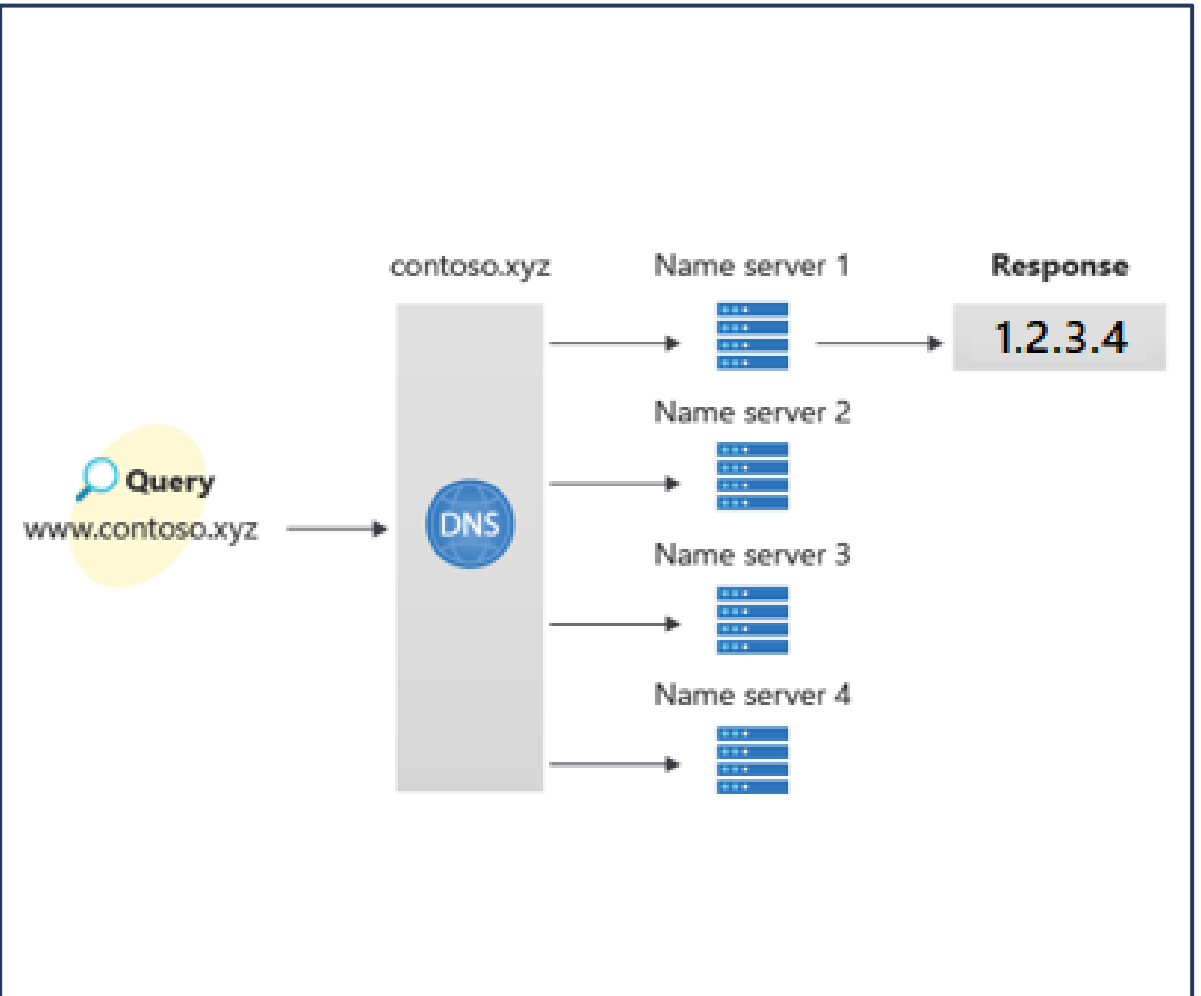 contoso.xyz
Name server 1
Response
1.2.3.4
Name server 2
Query
www.contoso.xyz
DNS
Name server 3
Name server 4